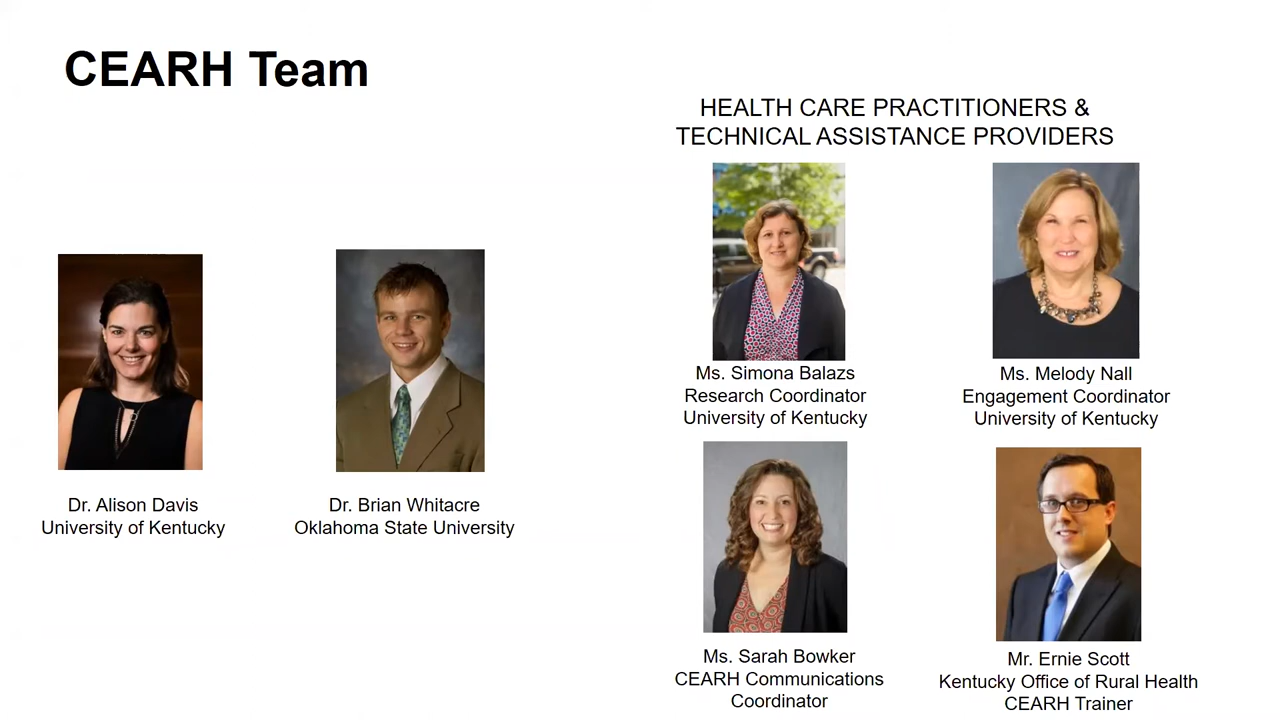 CEARH Team
HEALTH CARE PRACTITIONERS &
TECHNICAL ASSISTANCE PROVIDERS
Dr. Alison Davis
University of Kentucky
Dr. Brian Whitacre
Oklahoma State University
Ms. Simona Balazs
Research Coordinator
University of Kentucky
Ms. Melody Nall
Engagement Coordinator
University of Kentucky
Ms. Sarah Bowker
CEARH Communications
Coordinator
Mr. Ernie Scott
Kentucky Office of Rural Health
CEARH Trainer